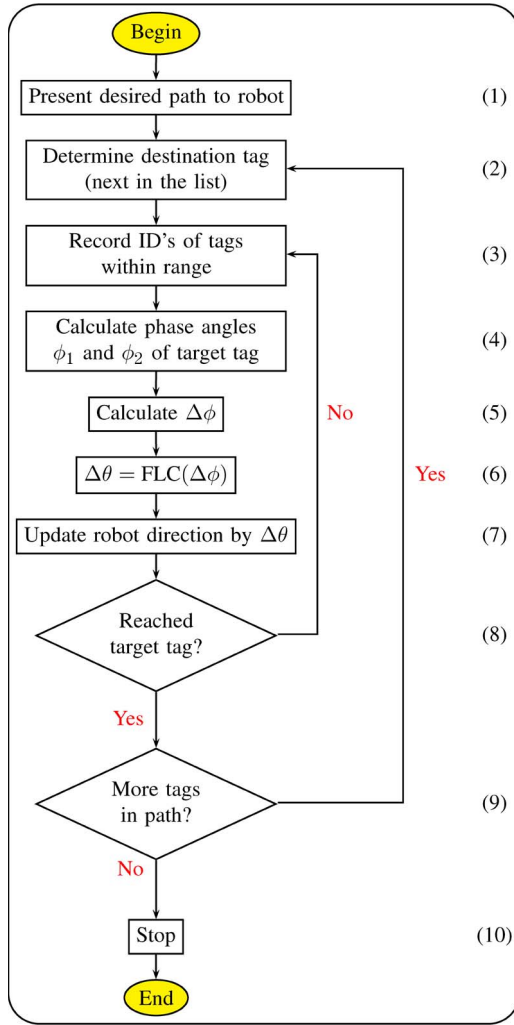 Begin
Present desired path to robot (1)
Determine destination tag
(next in the list) (2)
Record ID's of tags
within range (3)
Calculate phase angles
ϕ₁ and ϕ₂ of target tag (4)
Calculate Δϕ (5)
No
Δθ = FLC(Δϕ) (6)
Yes
Update robot direction by Δθ (7)
Reached
target tag? (8)
Yes
More tags
in path? (9)
No
Stop (10)
End